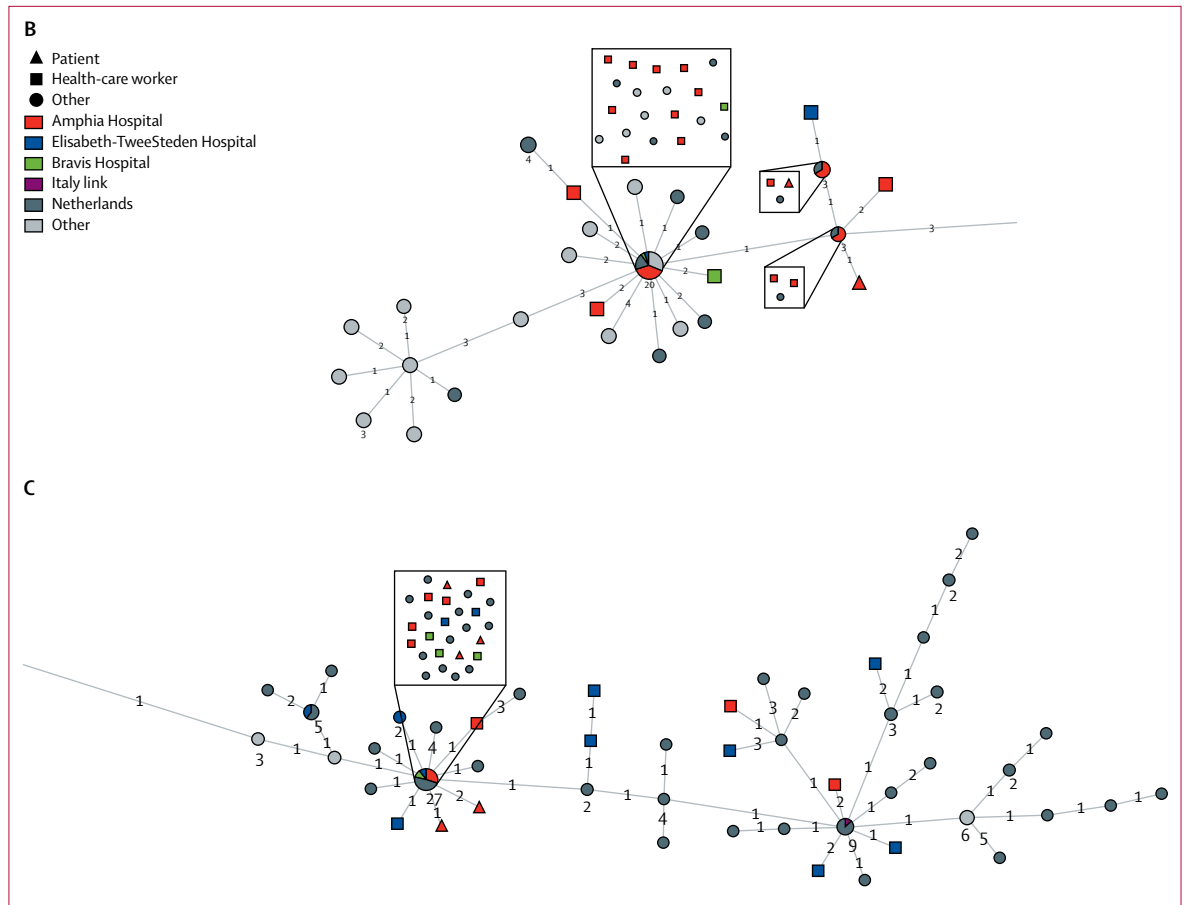 B
Patient
Health-care worker
Other
Amphia Hospital
Elisabeth-TweeSteden Hospital
Bravis Hospital
Italy link
Netherlands
Other
1
4
1
3
1
2
1
1 1 3
2 1 1 3
2 1
2
2 20
3 2
4 1
1
2
1
3 2
1
1
1
2
3
C
2
2
1
1
1 2
1 2 3 1 3 2 1 2
5 2 1 3
1 1 1 4 1 3
3 1 1 1 1 1 1 1
1 1 1 2 2
1 27 2 2 1 2 1 1 1
1 4 1 1 1 1
1 1 1 6 5
2 9
1